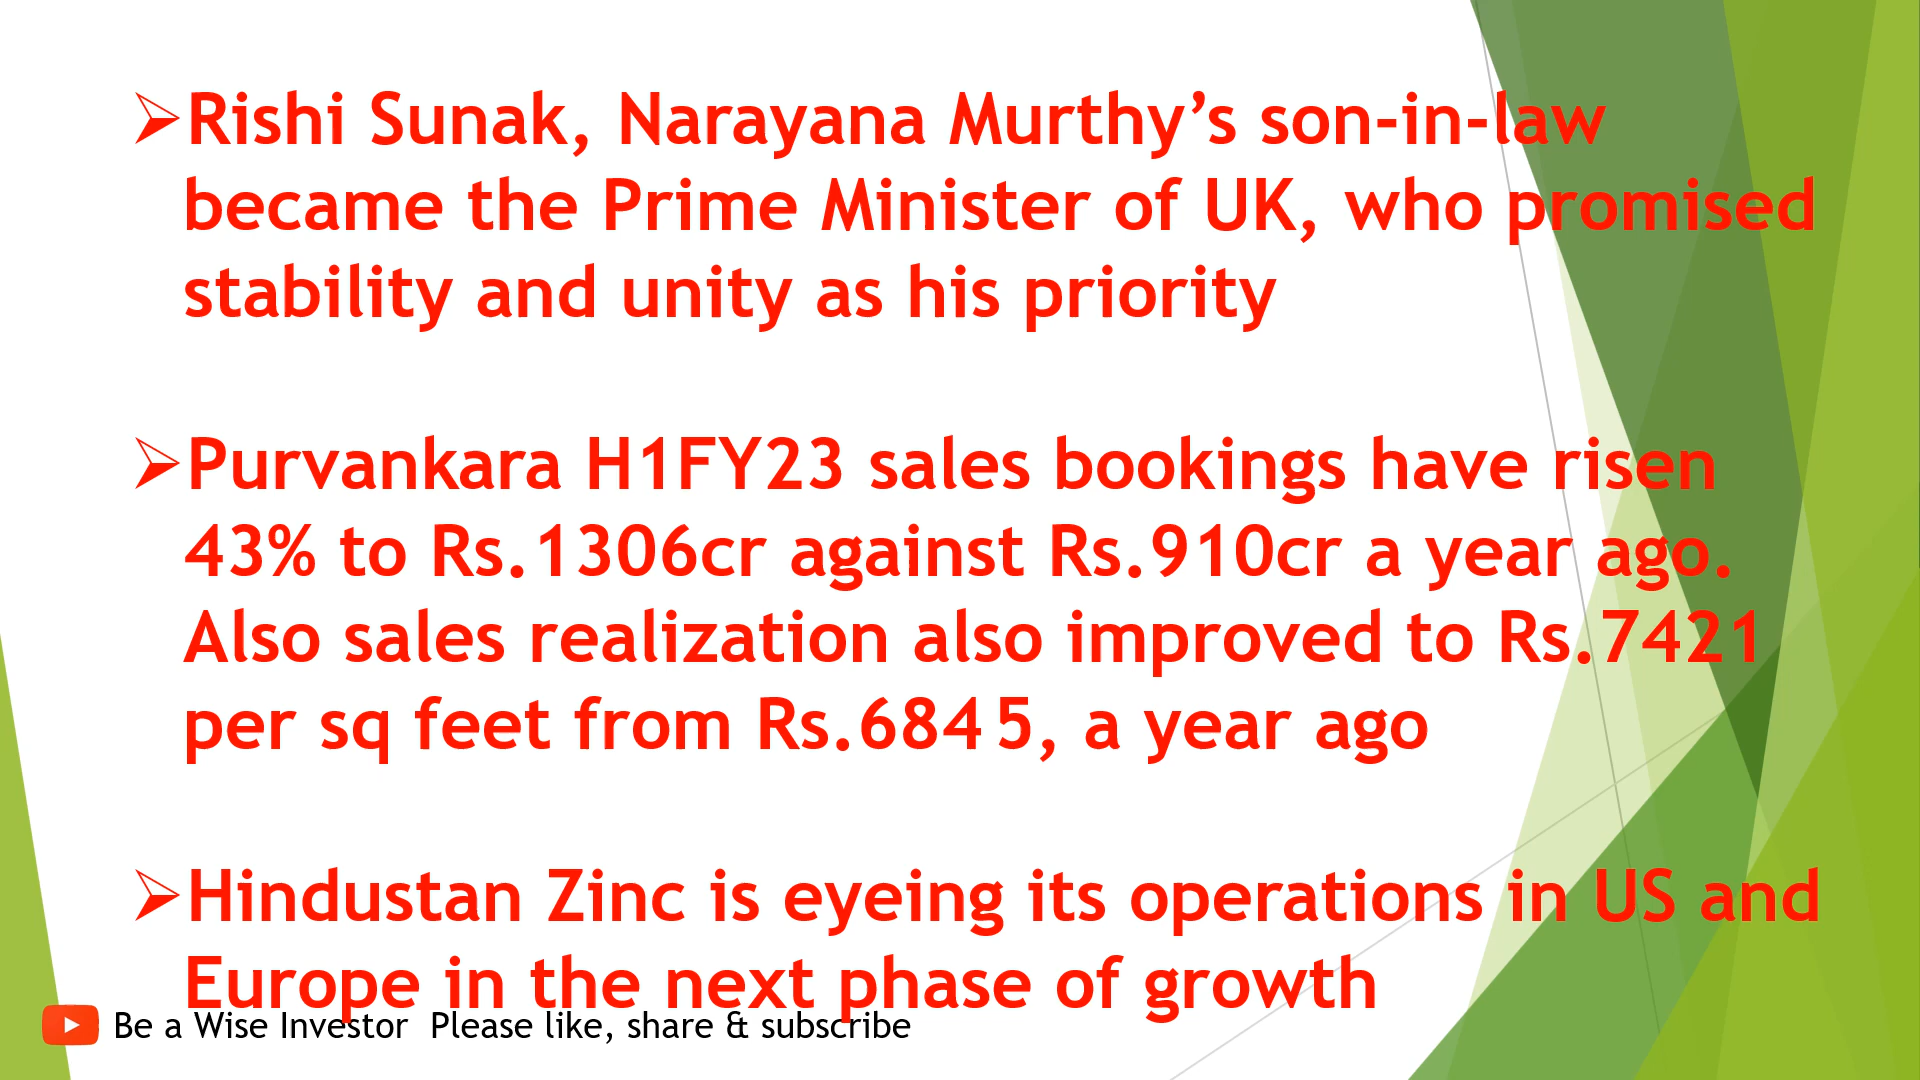 ➢Rishi Sunak, Narayana Murthy’s son-in-law
became the Prime Minister of UK, who promised
stability and unity as his priority
➢Purvankara H1FY23 sales bookings have risen
43% to Rs.1306cr against Rs.910cr a year ago.
Also sales realization also improved to Rs.7421
per sq feet from Rs.6845, a year ago
➢Hindustan Zinc is eyeing its operations in US and
Europe in the next phase of growth
Be a Wise Investor Please like, share & subscribe